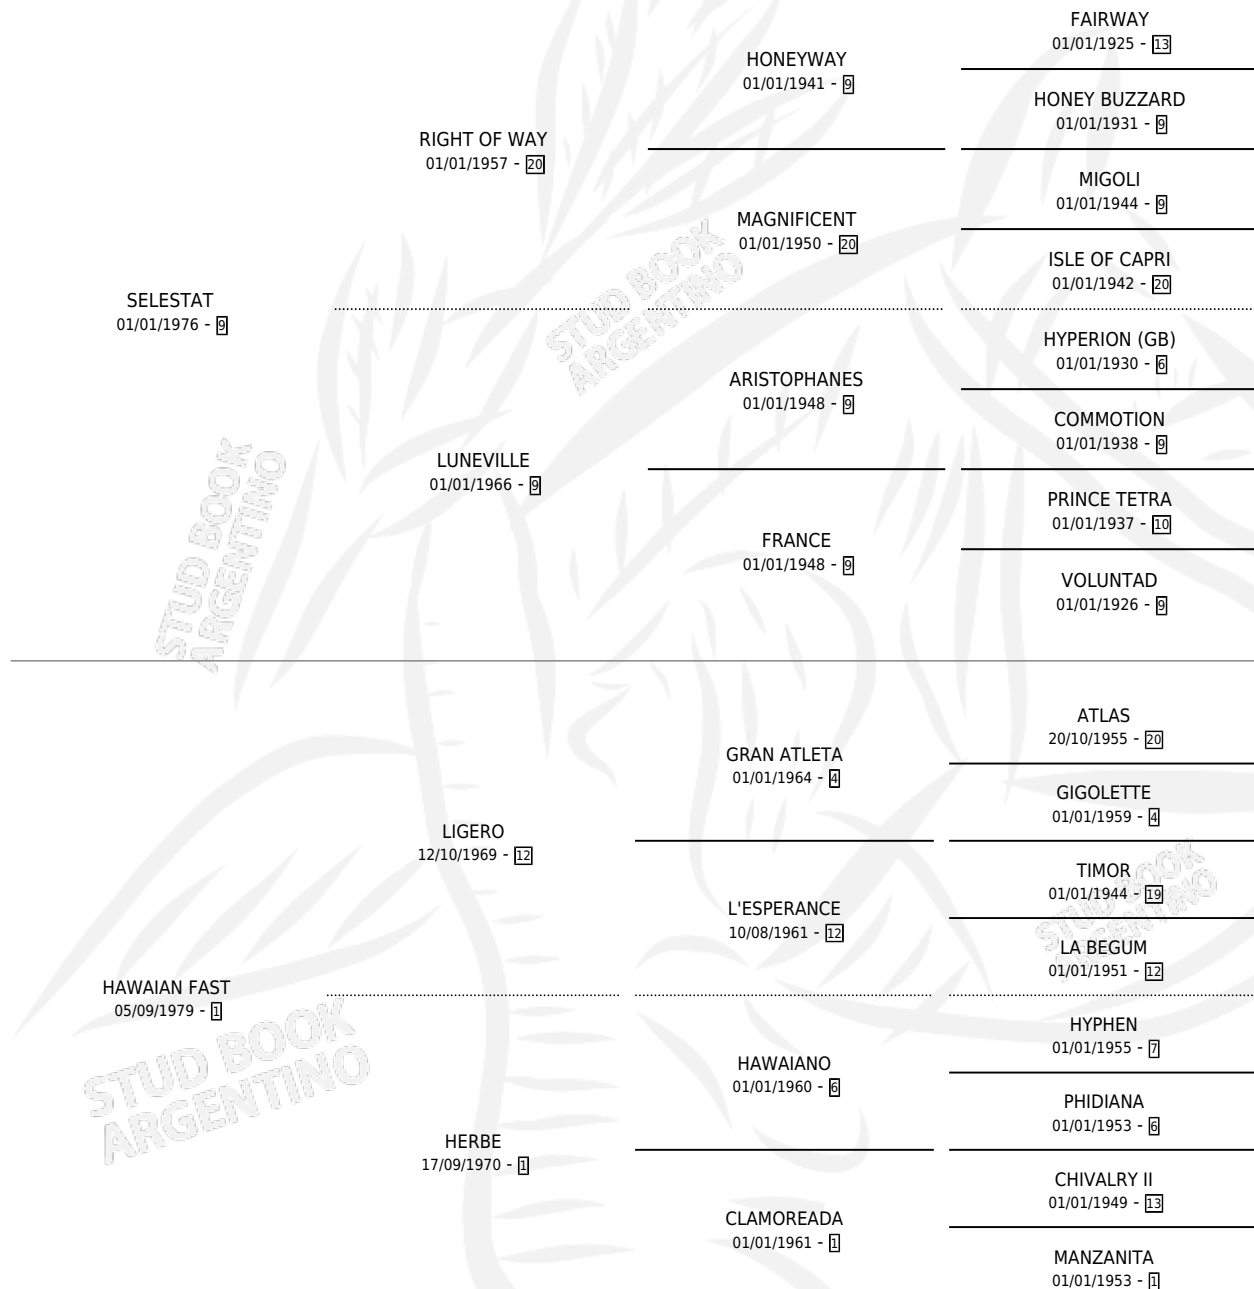 FAIRWAY
01/01/1925 - 13
HONEYWAY
01/01/1941 - 9
HONEY BUZZARD
01/01/1931 - 9
RIGHT OF WAY
01/01/1957 - 20
MIGOLI
01/01/1944 - 9
MAGNIFICENT
01/01/1950 - 20
ISLE OF CAPRI
01/01/1942 - 20
STUD BOOK
ARGENTINO
SELESTAT
01/01/1976 - 9
HYPERION (GB)
01/01/1930 - 6
ARISTOPHANES
01/01/1948 - 9
COMMOTION
01/01/1938 - 9
LUNEVILLE
01/01/1966 - 9
PRINCE TETRA
01/01/1937 - 10
FRANCE
01/01/1948 - 9
VOLUNTAD
01/01/1926 - 9
STUD BOOK
ARGENTINO
ATLAS
20/10/1955 - 20
GRAN ATLETA
01/01/1964 - 4
GIGOLETTE
01/01/1959 - 4
LIGERO
12/10/1969 - 12
TIMOR
01/01/1944 - 19
L'ESPERANCE
10/08/1961 - 12
LA BEGUM
01/01/1951 - 12
STUD BOOK
ARGENTINO
HAWAIAN FAST
05/09/1979 - 1
HYPHEN
01/01/1955 - 7
HAWAIANO
01/01/1960 - 6
PHIDIANA
01/01/1953 - 6
STUD BOOK
ARGENTINO
HERBE
17/09/1970 - 1
CHIVALRY II
01/01/1949 - 13
CLAMOREADA
01/01/1961 - 1
MANZANITA
01/01/1953 - 1